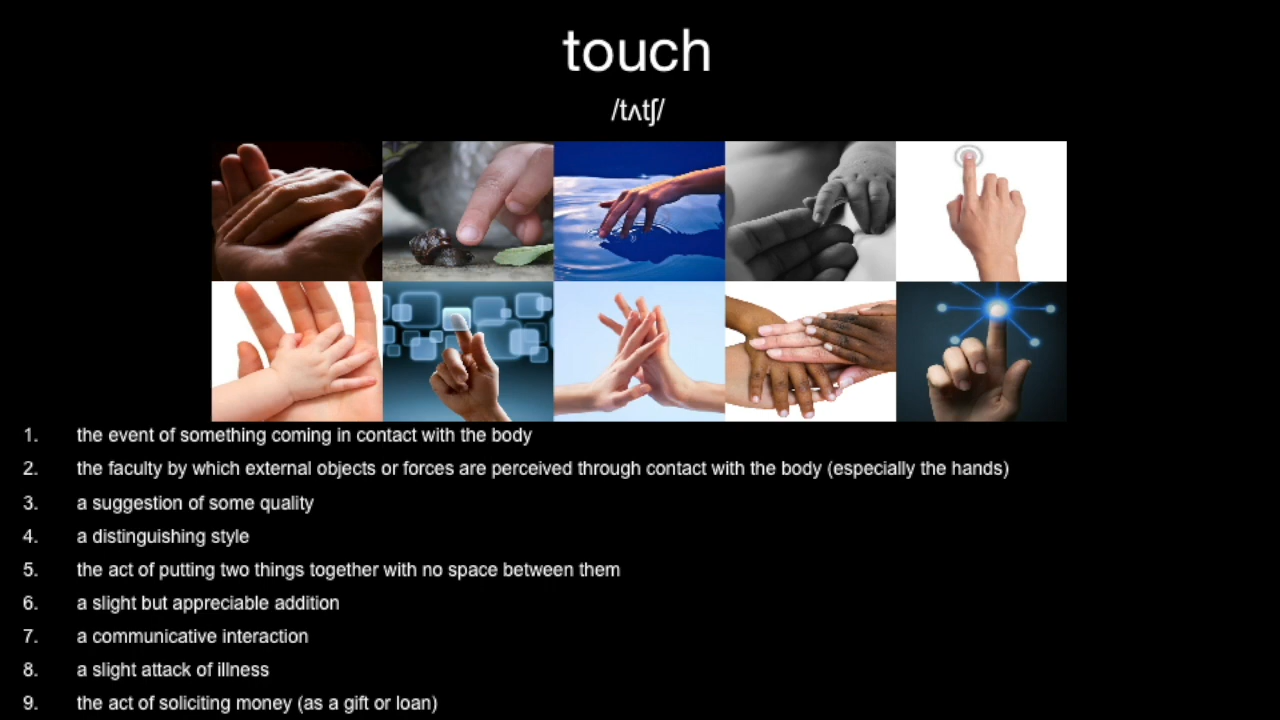 touch
/tʌtʃ/
1. the event of something coming in contact with the body
2. the faculty by which external objects or forces are perceived through contact with the body (especially the hands)
3. a suggestion of some quality
4. a distinguishing style
5. the act of putting two things together with no space between them
6. a slight but appreciable addition
7. a communicative interaction
8. a slight attack of illness
9. the act of soliciting money (as a gift or loan)